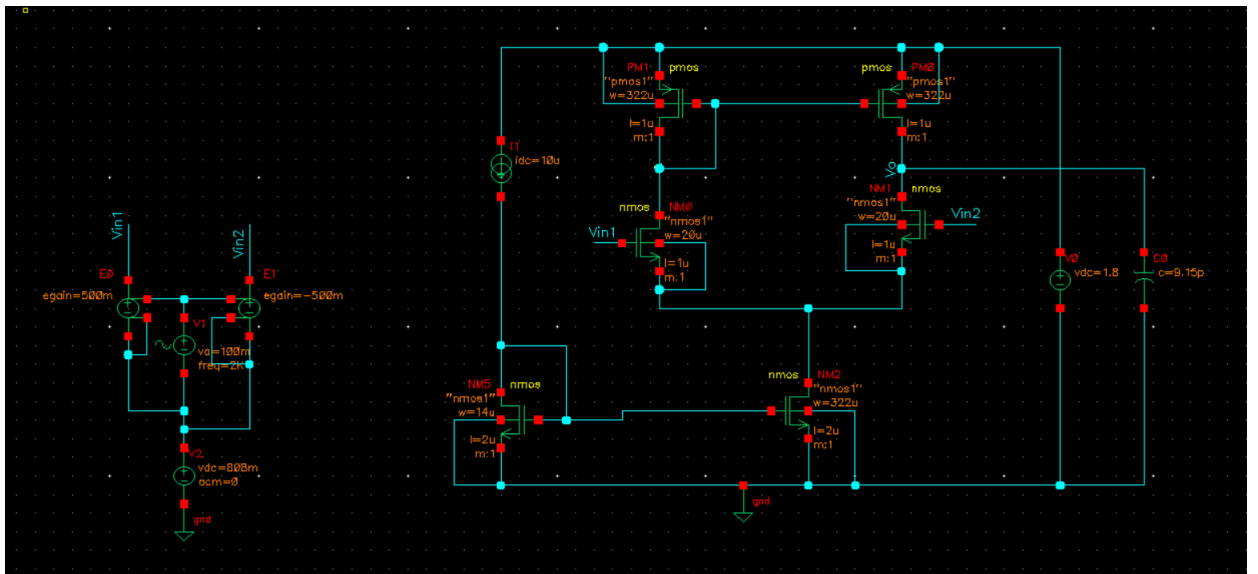 PM1 pmos
"pmos1"
w=322u
l=1u
m:1
pmos PM0
"pmos1"
w=322u
l=1u
m:1
I1
idc=10u
Vo
nmos NM0
"nmos1"
w=20u
l=1u
m:1
Vin1
NM1 nmos
"nmos1"
w=20u
l=1u
m:1
Vin2
Vin1
Vin2
E0
egain=500m
E1
egain=-500m
V1
va=100m
freq=2K
V2
vdc=808m
acm=0
gnd
NM5 nmos
"nmos1"
w=14u
l=2u
m:1
nmos NM2
"nmos1"
w=322u
l=2u
m:1
gnd
V0
vdc=1.8
C0
c=9.15p